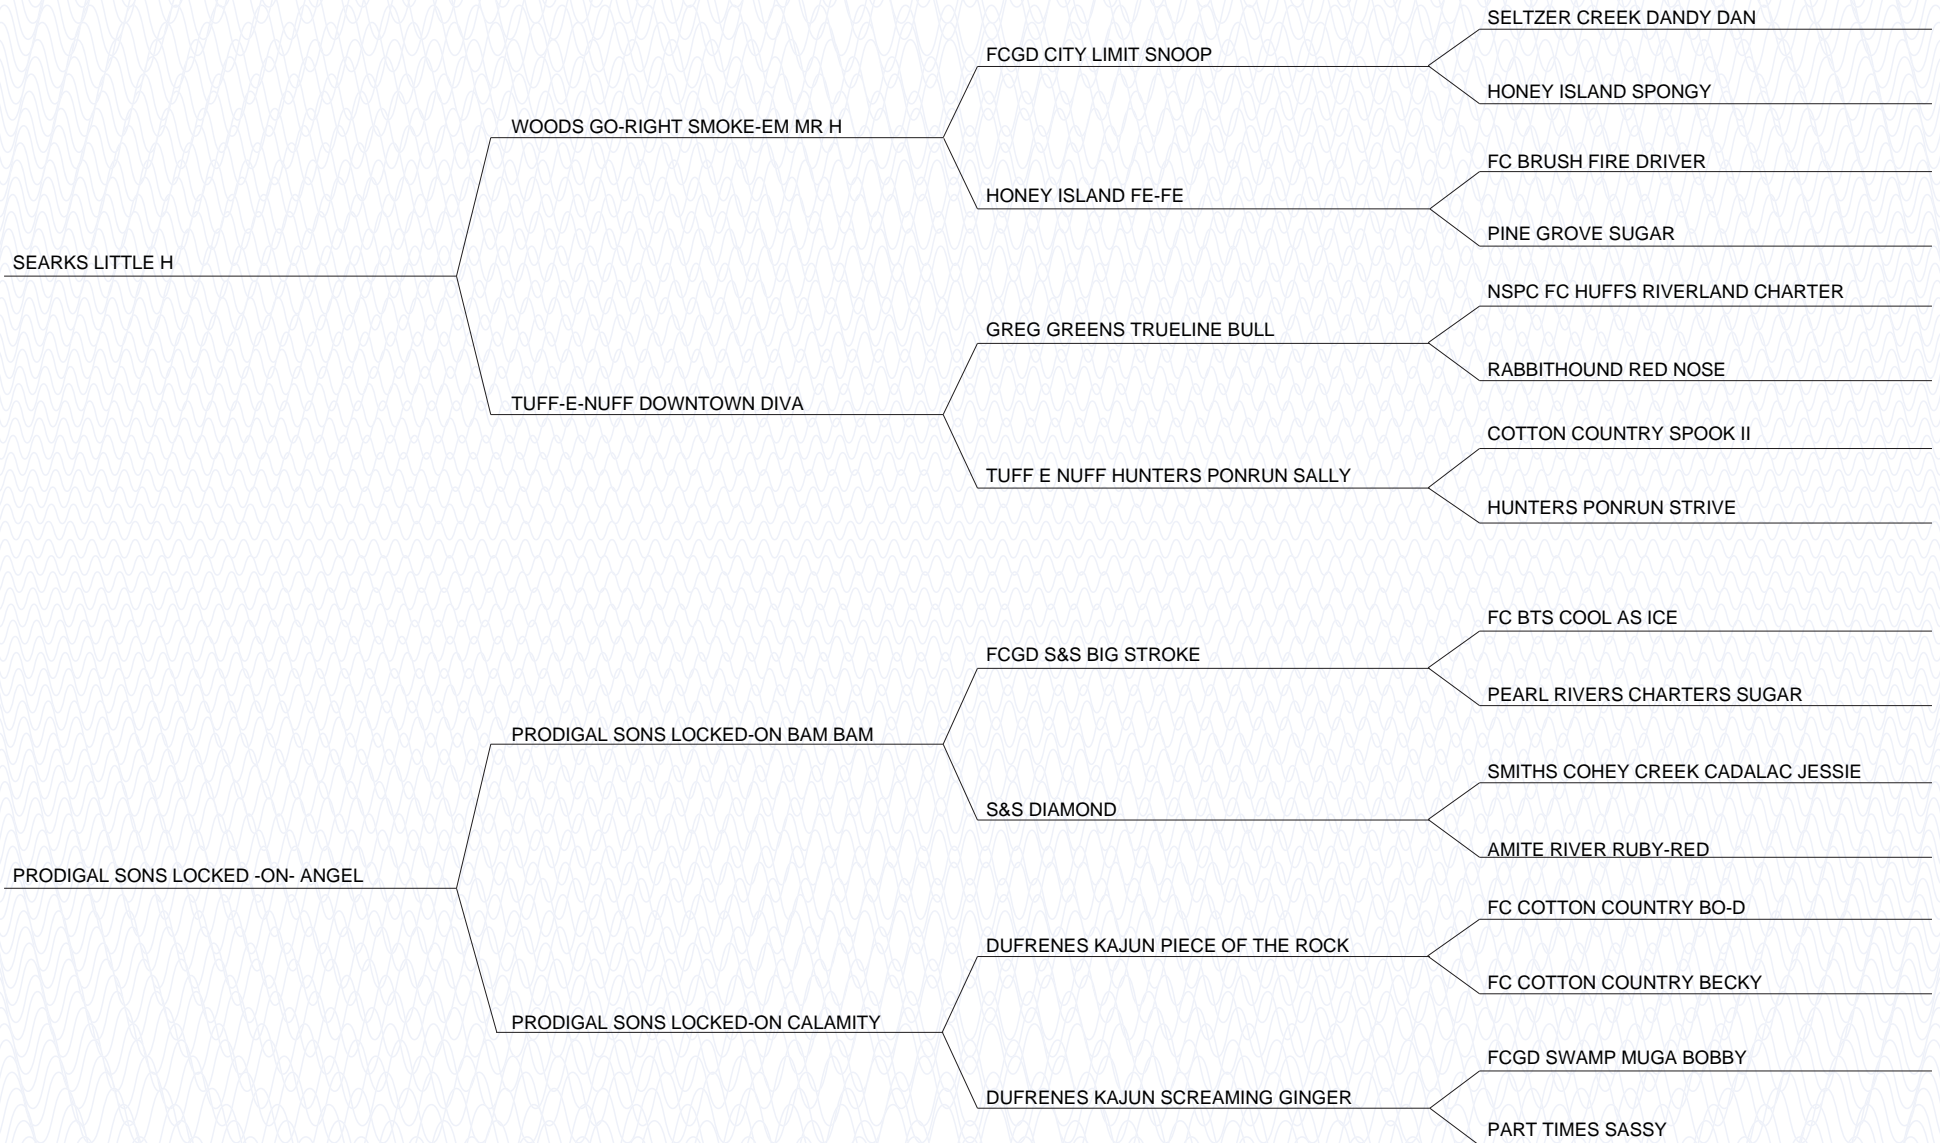 SELTZER CREEK DANDY DAN
FCGD CITY LIMIT SNOOP
HONEY ISLAND SPONGY
WOODS GO-RIGHT SMOKE-EM MR H
FC BRUSH FIRE DRIVER
HONEY ISLAND FE-FE
PINE GROVE SUGAR
SEARKS LITTLE H
NSPC FC HUFFS RIVERLAND CHARTER
GREG GREENS TRUELINE BULL
RABBITHOUND RED NOSE
TUFF-E-NUFF DOWNTOWN DIVA
COTTON COUNTRY SPOOK II
TUFF E NUFF HUNTERS PONRUN SALLY
HUNTERS PONRUN STRIVE
FC BTS COOL AS ICE
FCGD S&S BIG STROKE
PEARL RIVERS CHARTERS SUGAR
PRODIGAL SONS LOCKED-ON BAM BAM
SMITHS COHEY CREEK CADALAC JESSIE
S&S DIAMOND
AMITE RIVER RUBY-RED
PRODIGAL SONS LOCKED -ON- ANGEL
FC COTTON COUNTRY BO-D
DUFRENES KAJUN PIECE OF THE ROCK
FC COTTON COUNTRY BECKY
PRODIGAL SONS LOCKED-ON CALAMITY
FCGD SWAMP MUGA BOBBY
DUFRENES KAJUN SCREAMING GINGER
PART TIMES SASSY